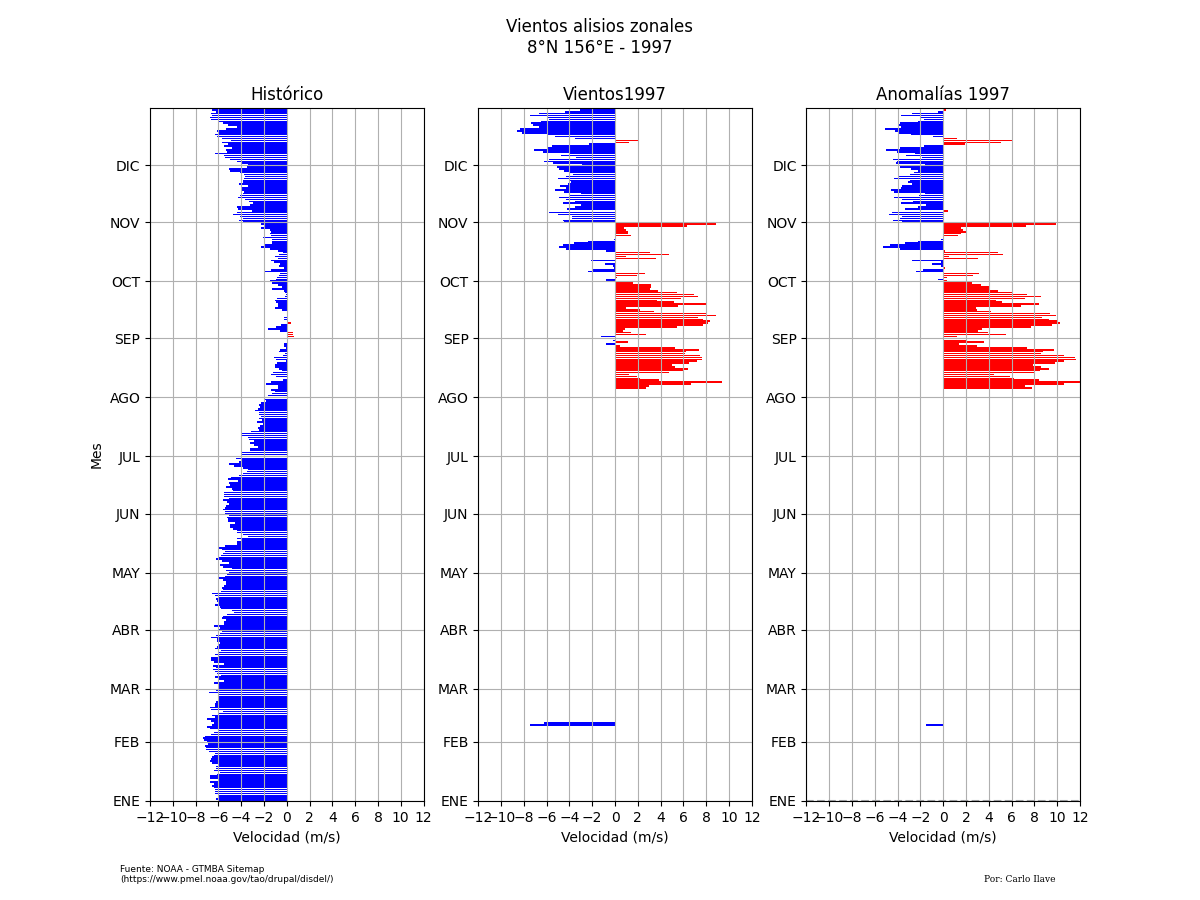 Vientos alisios zonales
8°N 156°E - 1997
Histórico
Vientos1997
Anomalías 1997
Mes
DIC
NOV
OCT
SEP
AGO
JUL
JUN
MAY
ABR
MAR
FEB
ENE
−12 −10 −8 −6 −4 −2 0 2 4 6 8 10 12
Velocidad (m/s)
DIC
NOV
OCT
SEP
AGO
JUL
JUN
MAY
ABR
MAR
FEB
ENE
−12 −10 −8 −6 −4 −2 0 2 4 6 8 10 12
Velocidad (m/s)
DIC
NOV
OCT
SEP
AGO
JUL
JUN
MAY
ABR
MAR
FEB
ENE
−12 −10 −8 −6 −4 −2 0 2 4 6 8 10 12
Velocidad (m/s)
Fuente: NOAA - GTMBA Sitemap
(https://www.pmel.noaa.gov/tao/drupal/disdel/)
Por: Carlo Ilave